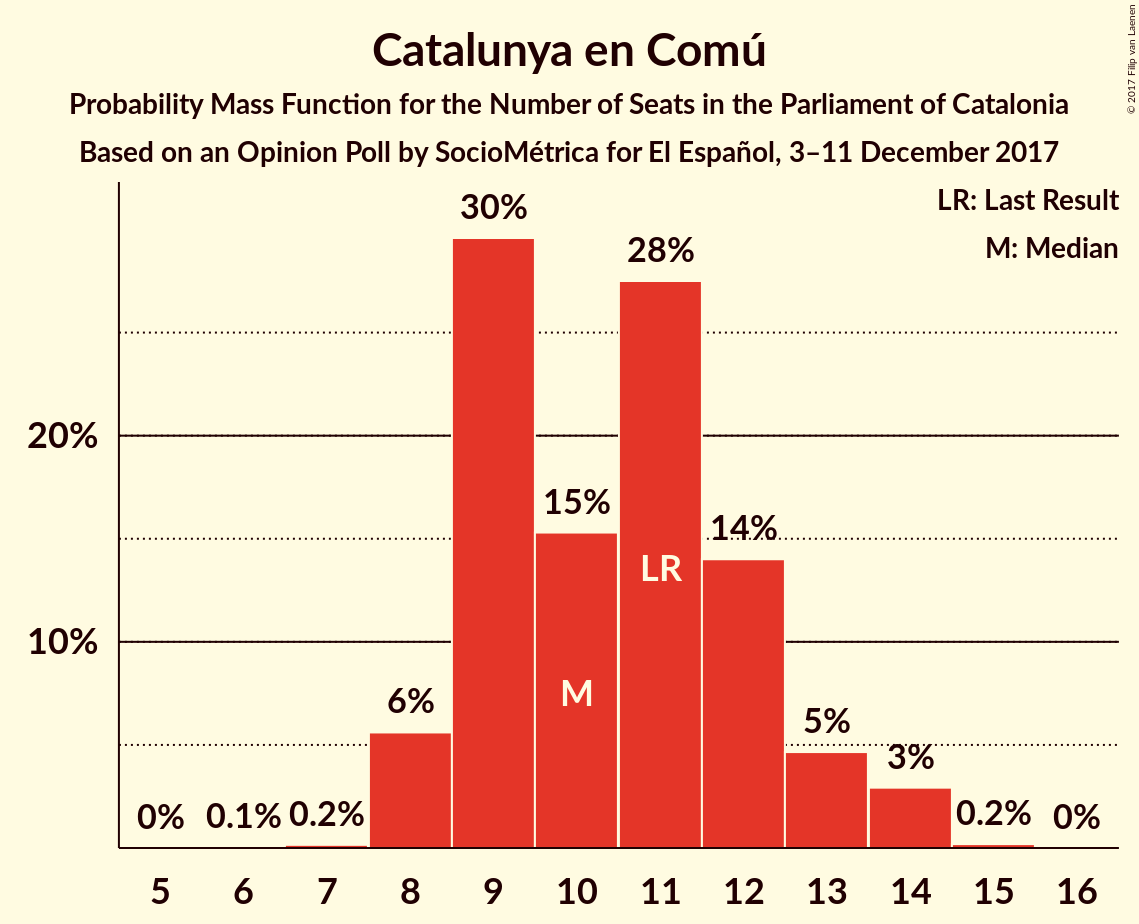 Catalunya en Comú
Probability Mass Function for the Number of Seats in the Parliament of Catalonia
Based on an Opinion Poll by SocioMétrica for El Español, 3–11 December 2017
© 2017 Filip van Laenen
LR: Last Result
M: Median
20%
10%
0%
0.1%
0.2%
6%
30%
15%
28%
14%
5%
3%
0.2%
0%
M
LR
5 6 7 8 9 10 11 12 13 14 15 16